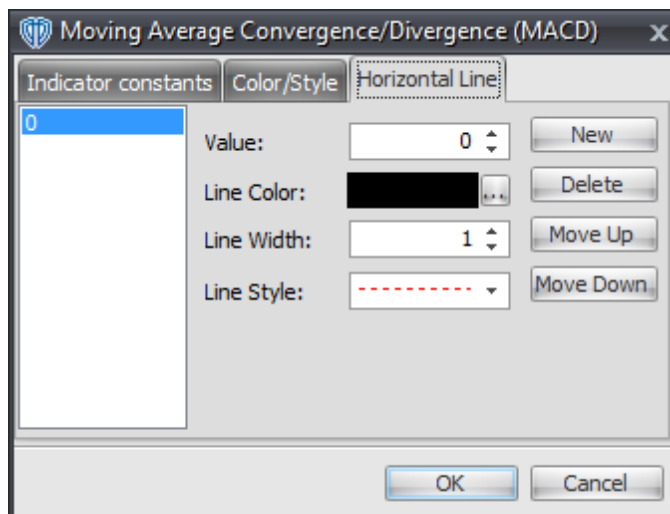 Moving Average Convergence/Divergence (MACD) x
Indicator constants Color/Style Horizontal Line
0
Value: 0 New
Line Color: ... Delete
Line Width: 1 Move Up
Line Style: Move Down
OK Cancel